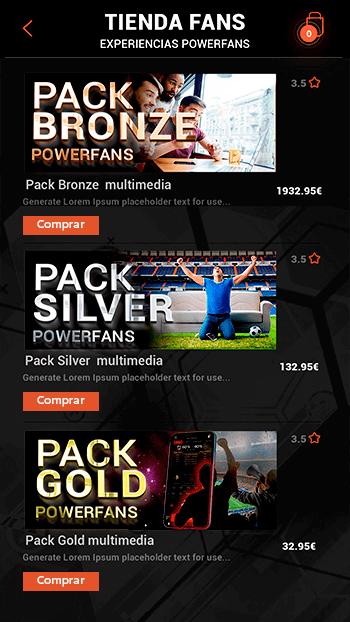 TIENDA FANS
0
EXPERIENCIAS POWERFANS
PACK
BRONZE
POWERFANS
3.5
Pack Bronze multimedia
1932.95€
Generate Lorem Ipsum placeholder text for use...
Comprar
PACK
SILVER
POWERFANS
3.5
Pack Silver multimedia
132.95€
Generate Lorem Ipsum placeholder text for use...
Comprar
PACK
GOLD
POWERFANS
3.5
Pack Gold multimedia
32.95€
Generate Lorem Ipsum placeholder text for use...
Comprar